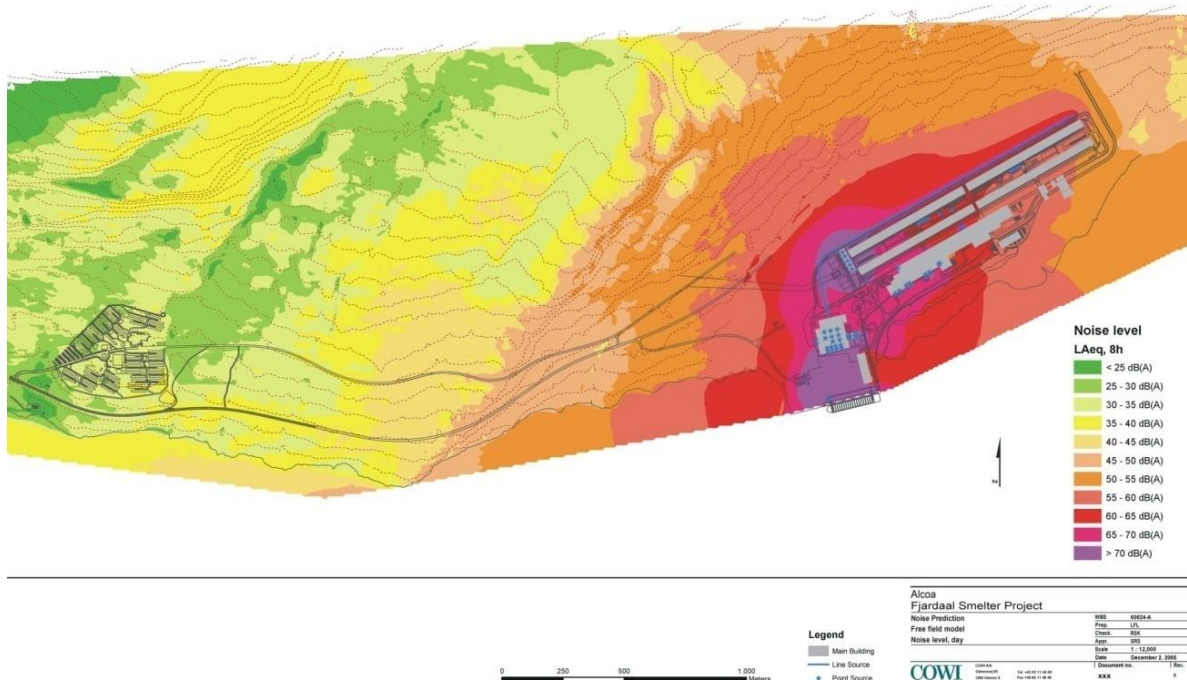 Noise level
LAeq, 8h
< 25 dB(A)
25 - 30 dB(A)
30 - 35 dB(A)
35 - 40 dB(A)
40 - 45 dB(A)
45 - 50 dB(A)
50 - 55 dB(A)
55 - 60 dB(A)
60 - 65 dB(A)
65 - 70 dB(A)
> 70 dB(A)
N
0 250 500 1.000
Meters
Legend
Main Building
Line Source
Point Source
Alcoa
Fjardaal Smelter Project
Noise Prediction
Free field model
Noise level, day
WBS 60024-A
Prep. LFL
Check. RSK
Appr. SRS
Scale 1 : 12,000
Date December 2, 2005
COWI
Document no. Rev.
XXX 0